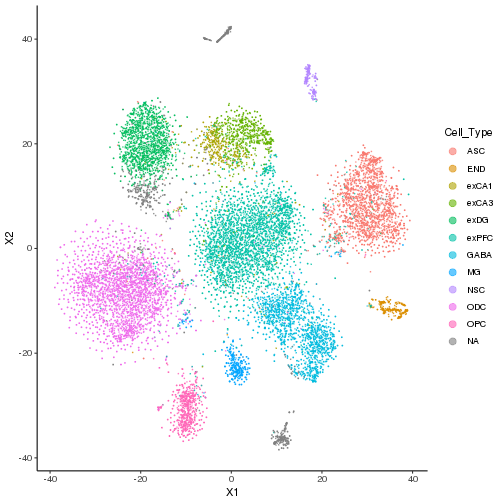 40
20
0
-20
-40
X2
-40
-20
0
20
40
X1
Cell_Type
ASC
END
exCA1
exCA3
exDG
exPFC
GABA
MG
NSC
ODC
OPC
NA